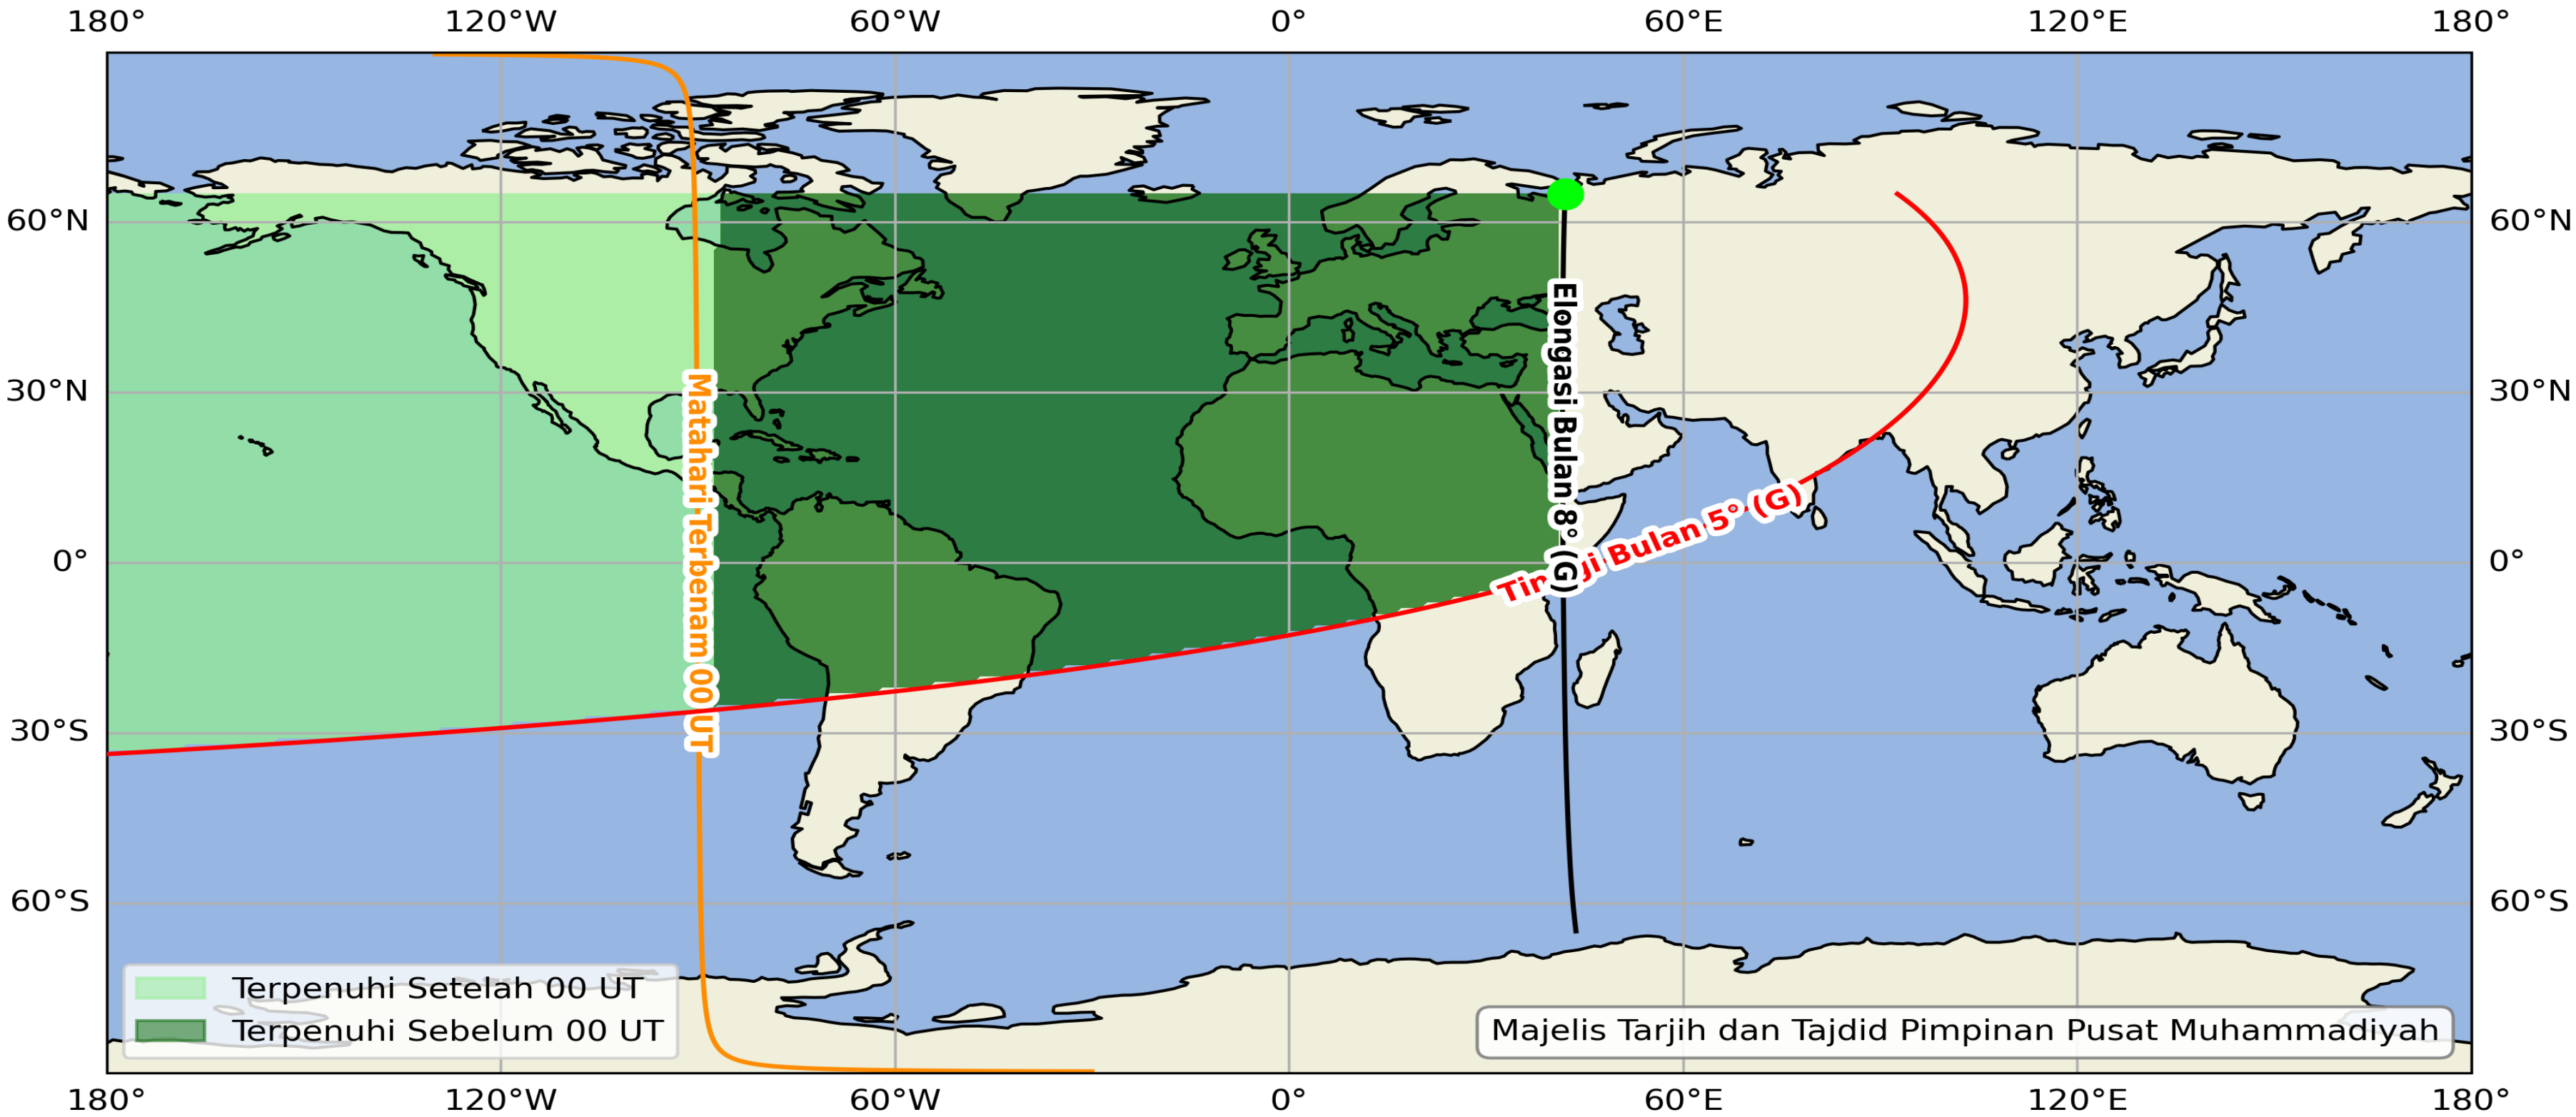 180° 120°W 60°W 0° 60°E 120°E 180°
60°N 60°N
30°N 30°N
0° 0°
30°S 30°S
60°S 60°S
Matahari Terbenam 00 UT
Elongasi Bulan 8° (G)
Tinggi Bulan 5° (G)
Terpenuhi Setelah 00 UT
Terpenuhi Sebelum 00 UT
Majelis Tarjih dan Tajdid Pimpinan Pusat Muhammadiyah
180° 120°W 60°W 0° 60°E 120°E 180°